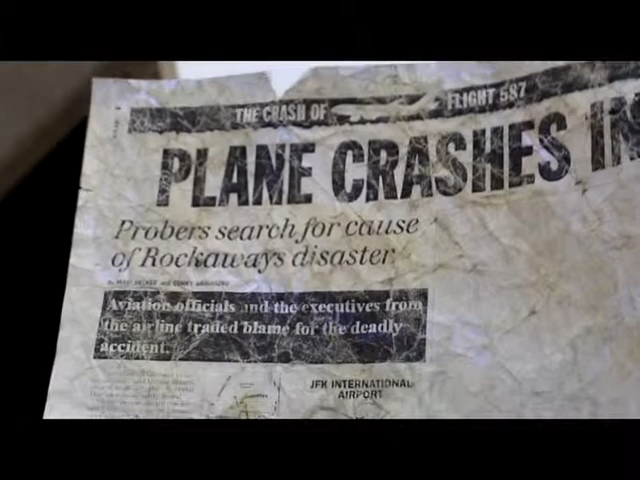 THE CRASH OF FLIGHT 587
PLANE CRASHES IN
Probers search for cause
of Rockaways disaster
Aviation officials and the executives from
the airline traded blame for the deadly
accident.
JFK INTERNATIONAL
AIRPORT